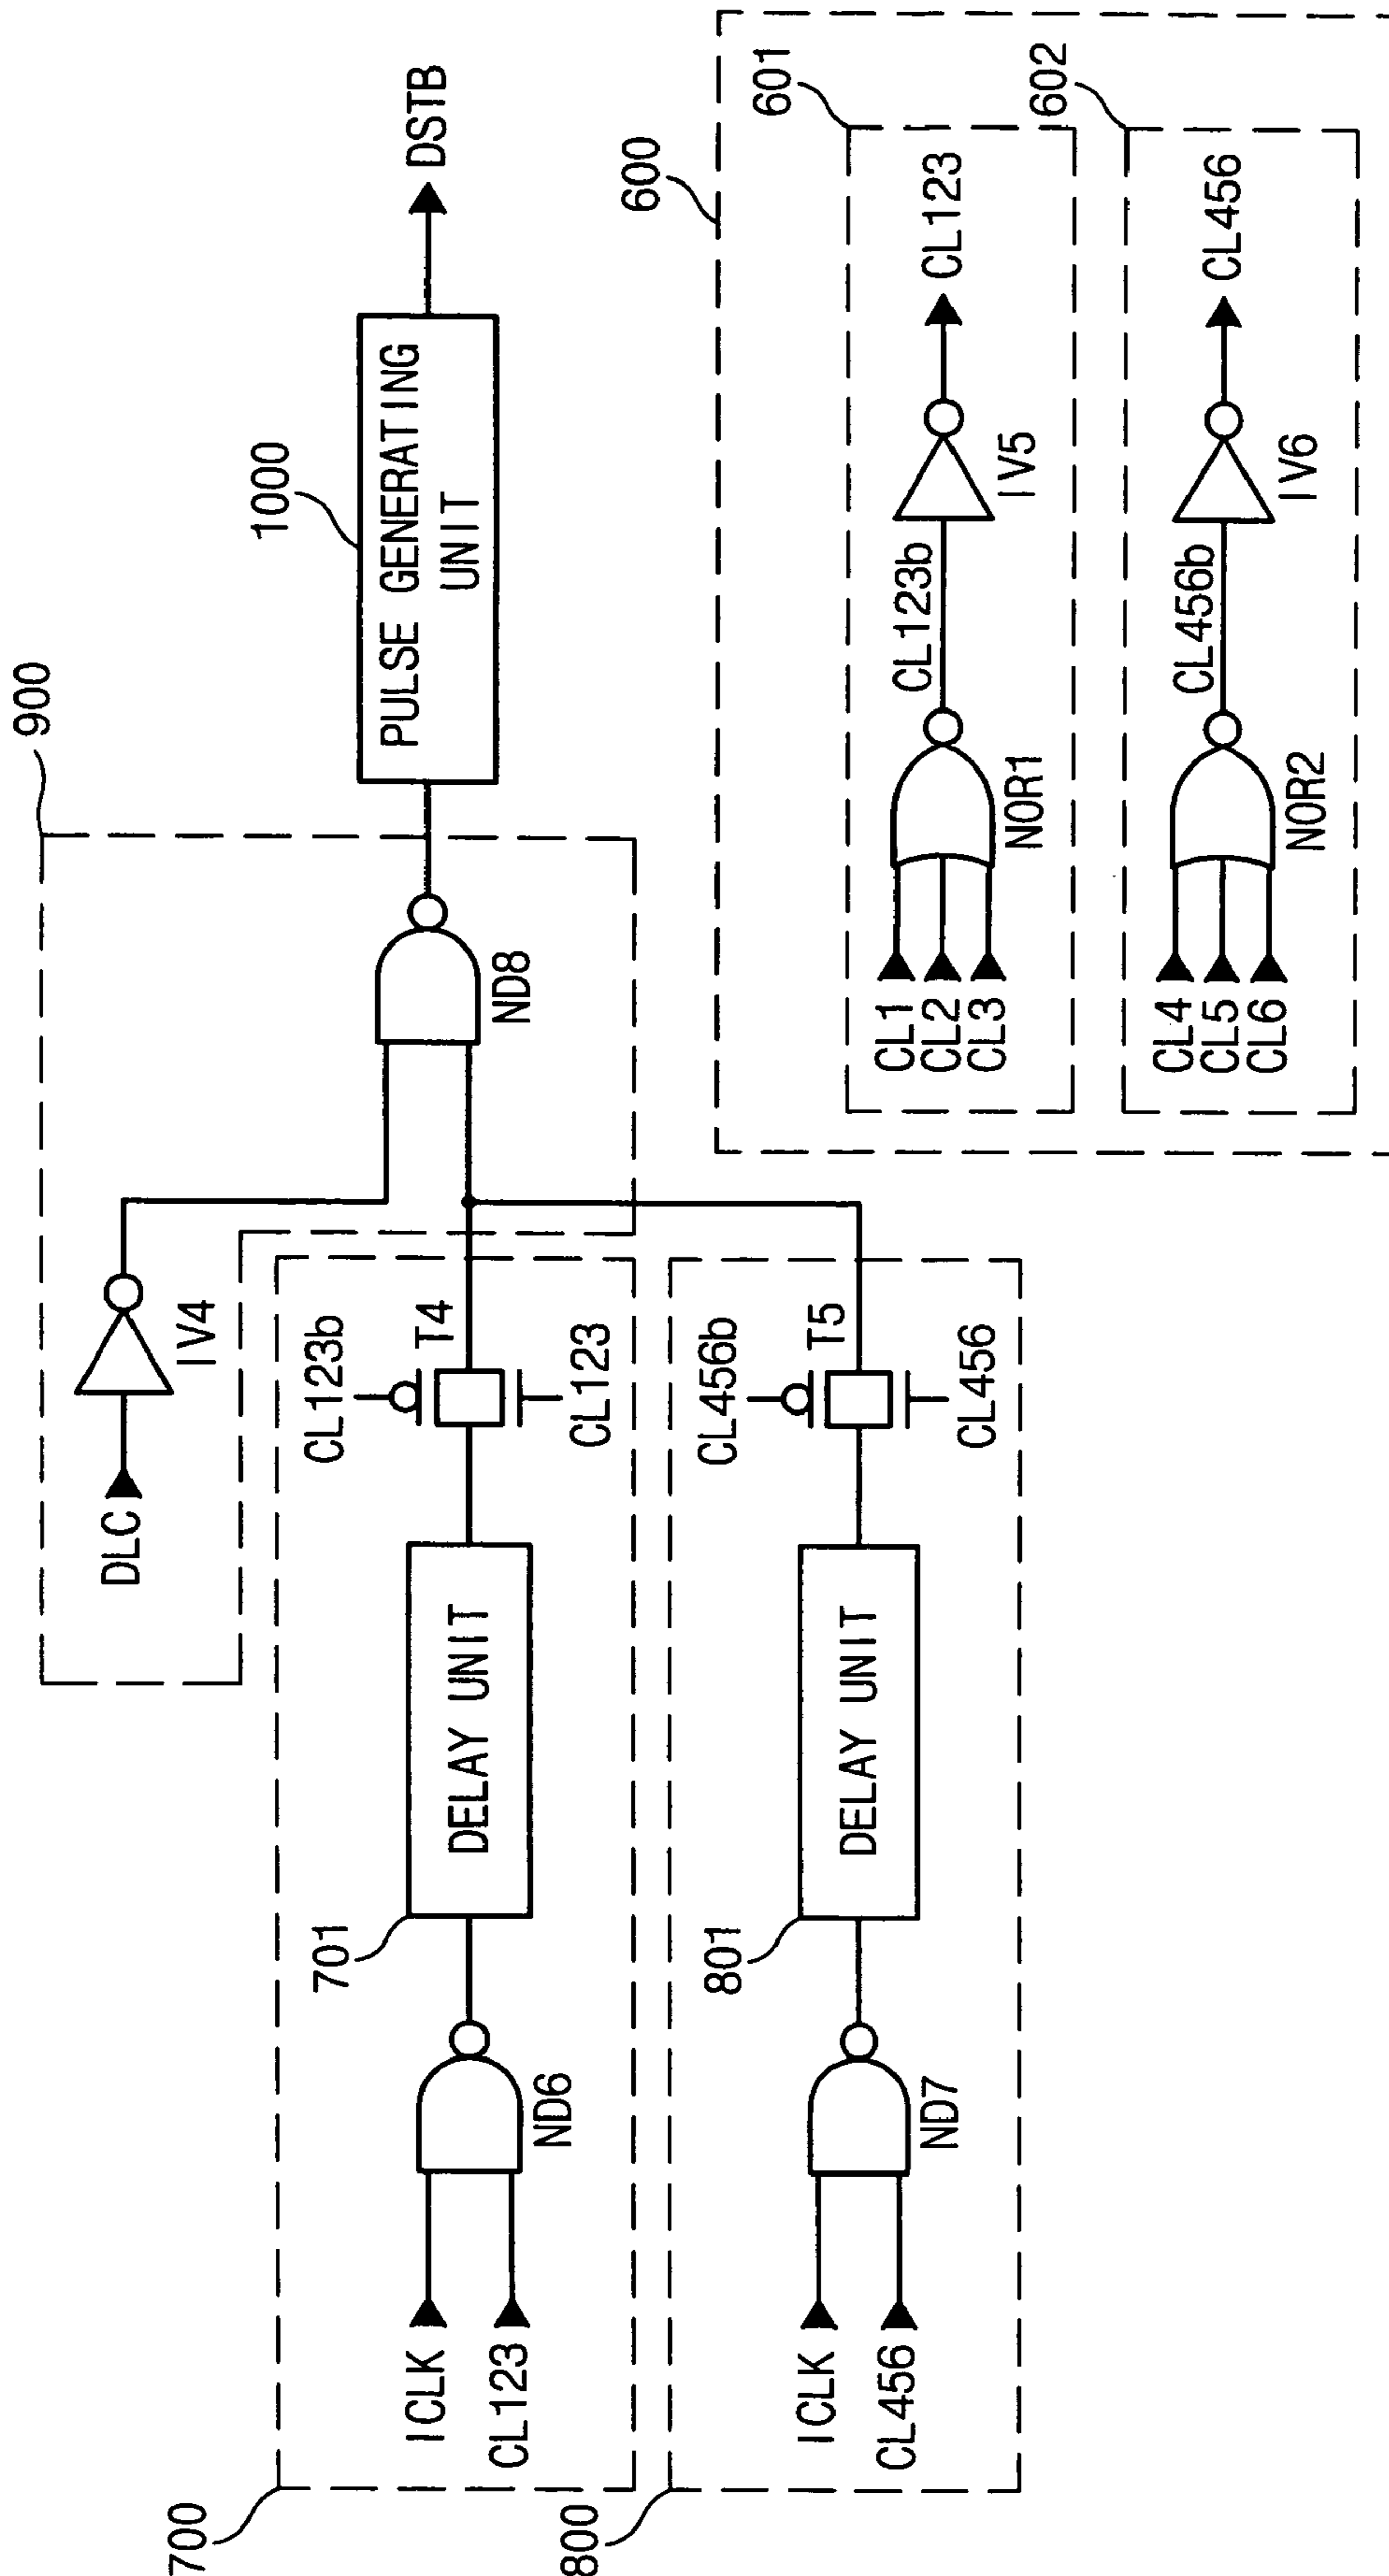 900
DLC
IV4
ND8
1000
PULSE GENERATING
UNIT
DSTB
700
ICLK
CL123
ND6
701
DELAY UNIT
CL123b
T4
CL123
800
ICLK
CL456
ND7
801
DELAY UNIT
CL456b
T5
CL456
600
601
CL1
CL2
CL3
NOR1
CL123b
IV5
CL123
602
CL4
CL5
CL6
NOR2
CL456b
IV6
CL456